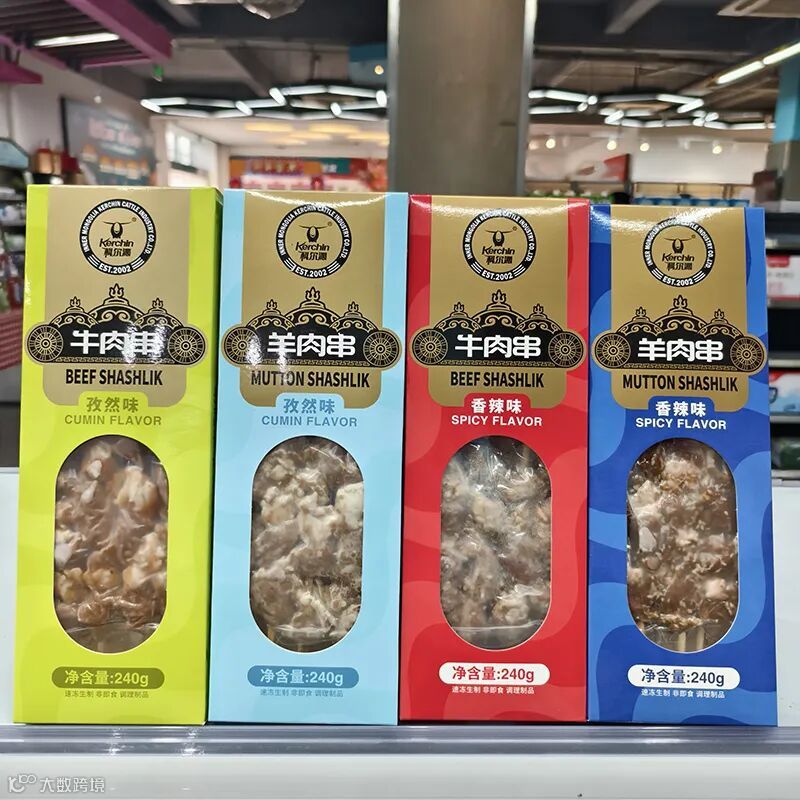 INNER MONGOLIA KERCHIN CATTLE INDUSTRY CO.,LTD.
Kerchin
科尔沁
EST.2002
牛肉串
BEEF SHASHLIK
孜然味
CUMIN FLAVOR
净含量:240g
速冻生制 非即食 调理制品
INNER MONGOLIA KERCHIN CATTLE INDUSTRY CO.,LTD.
Kerchin
科尔沁
EST.2002
羊肉串
MUTTON SHASHLIK
孜然味
CUMIN FLAVOR
净含量:240g
速冻生制 非即食 调理制品
INNER MONGOLIA KERCHIN CATTLE INDUSTRY CO.,LTD.
Kerchin
科尔沁
EST.2002
牛肉串
BEEF SHASHLIK
香辣味
SPICY FLAVOR
净含量:240g
速冻生制 非即食 调理制品
INNER MONGOLIA KERCHIN CATTLE INDUSTRY CO.,LTD.
Kerchin
科尔沁
EST.2002
羊肉串
MUTTON SHASHLIK
香辣味
SPICY FLAVOR
净含量:240g
速冻生制 非即食 调理制品
大数跨境